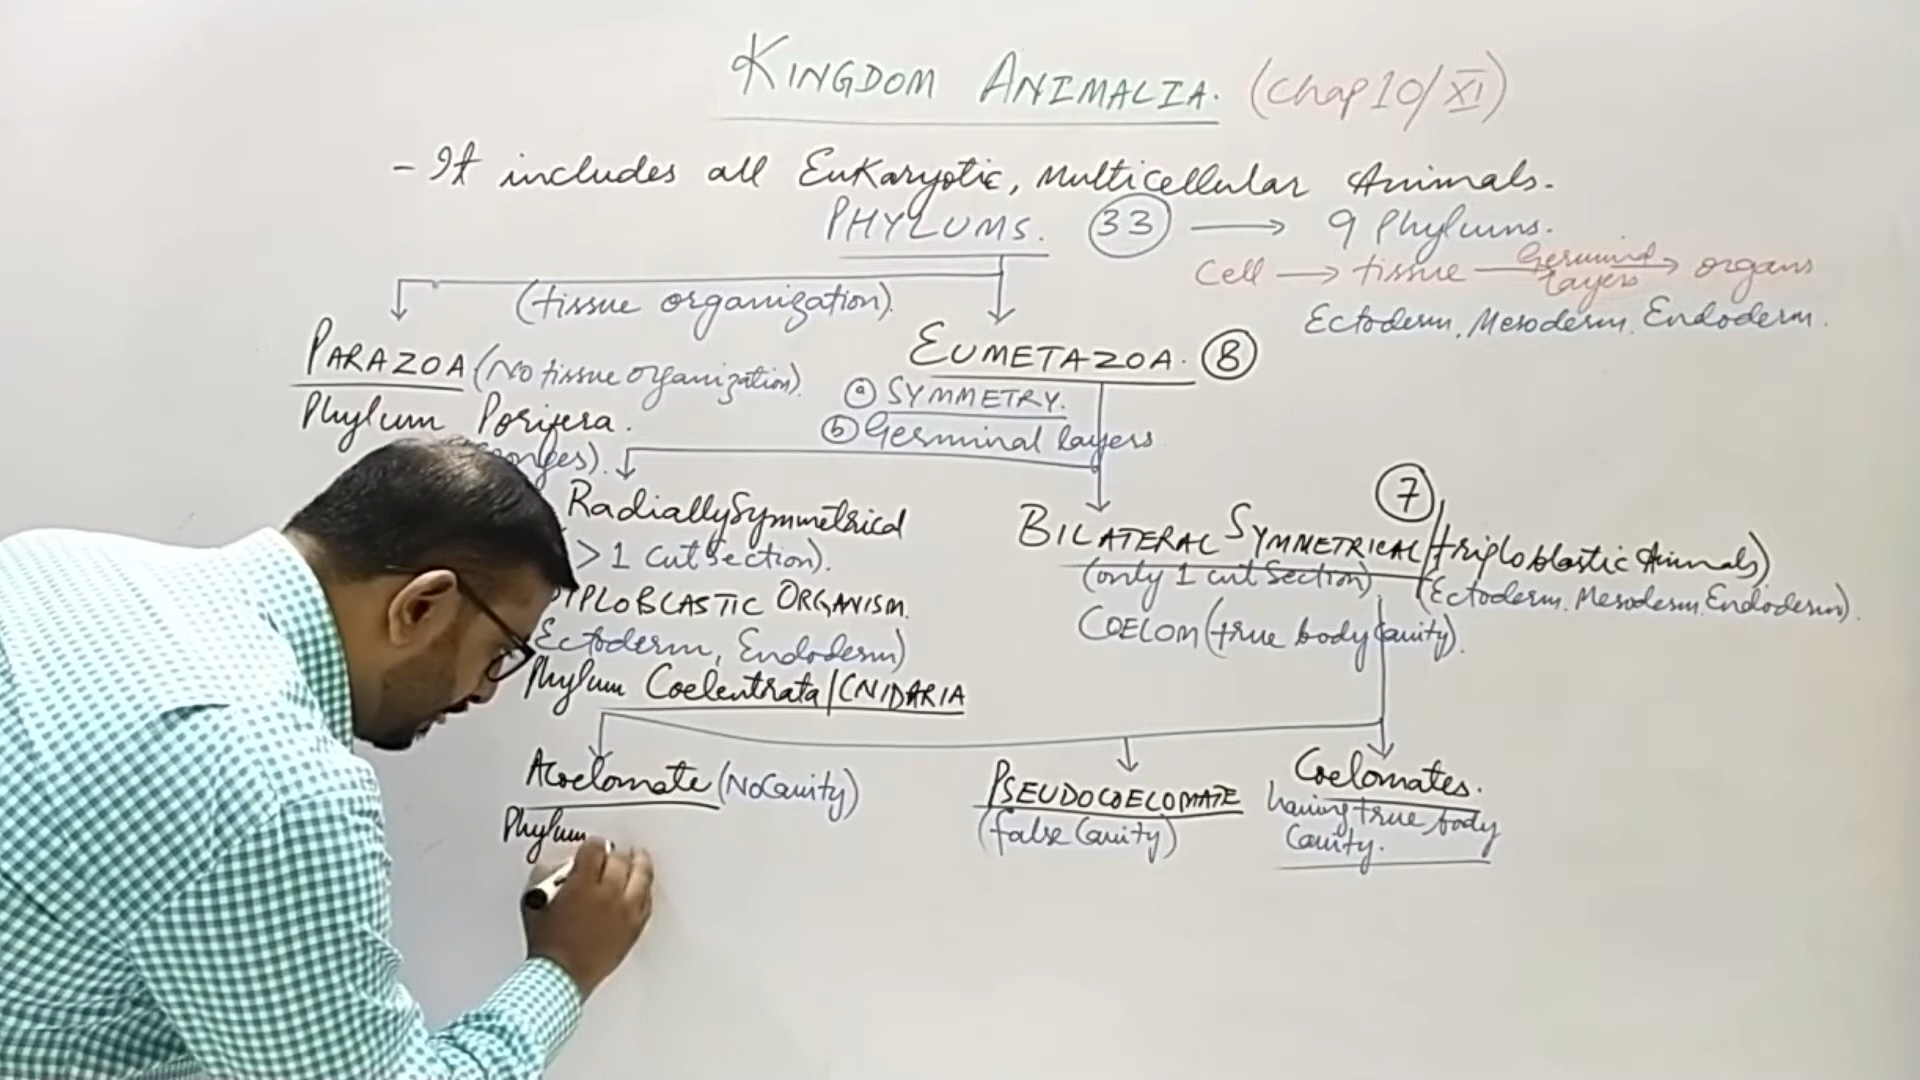 KINGDOM ANIMALIA. (Chap 10/XI)
- It includes all Eukaryotic, Multicellular Animals.
PHYLUMS. 33 → 9 Phylums.
Cell → tissue Germinal layers → organs
(tissue organization).
Ectoderm, Mesoderm, Endoderm.
PARAZOA (No tissue organization).
EUMETAZOA. 8
Phylum Porifera.
(a) SYMMETRY.
(b) Germinal layers
7
Radially Symmetrical
> 1 cut section).
BILATERAL SYMMETRICAL/triploblastic Animals)
(only 1 cut Section) (Ectoderm, Mesoderm, Endoderm).
ORGANISM.
COELOM (true body cavity).
Ectoderm, Endoderm)
Phylum Coelentrata/CNIDARIA
Acoelomate (No Cavity)
PSEUDOCOELOMATE
(false Cavity)
Coelomates.
having true body
Cavity.
Phylum